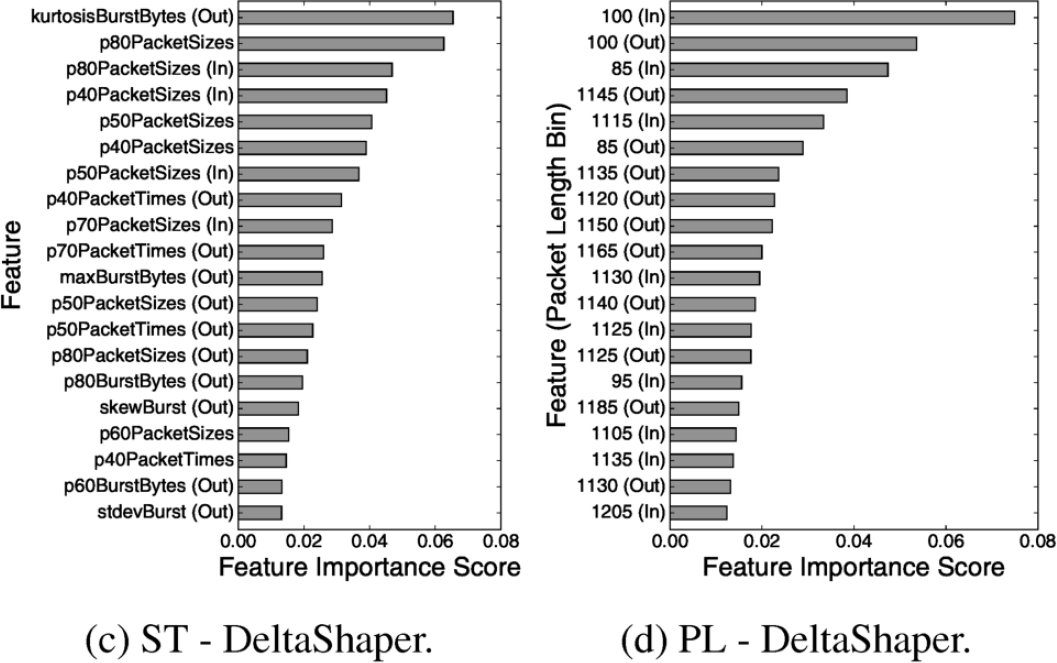 Feature
kurtosisBurstBytes (Out)
p80PacketSizes
p80PacketSizes (In)
p40PacketSizes (In)
p50PacketSizes
p40PacketSizes
p50PacketSizes (In)
p40PacketTimes (Out)
p70PacketSizes (In)
p70PacketTimes (Out)
maxBurstBytes (Out)
p50PacketSizes (Out)
p50PacketTimes (Out)
p80PacketSizes (Out)
p80BurstBytes (Out)
skewBurst (Out)
p60PacketSizes
p40PacketTimes
p60BurstBytes (Out)
stdevBurst (Out)
0.00 0.02 0.04 0.06 0.08
Feature Importance Score
(c) ST - DeltaShaper.
Feature (Packet Length Bin)
100 (In)
100 (Out)
85 (In)
1145 (Out)
1115 (In)
85 (Out)
1135 (Out)
1120 (Out)
1150 (Out)
1165 (Out)
1130 (In)
1140 (Out)
1125 (In)
1125 (Out)
95 (In)
1185 (Out)
1105 (In)
1135 (In)
1130 (Out)
1205 (In)
0.00 0.02 0.04 0.06 0.08
Feature Importance Score
(d) PL - DeltaShaper.